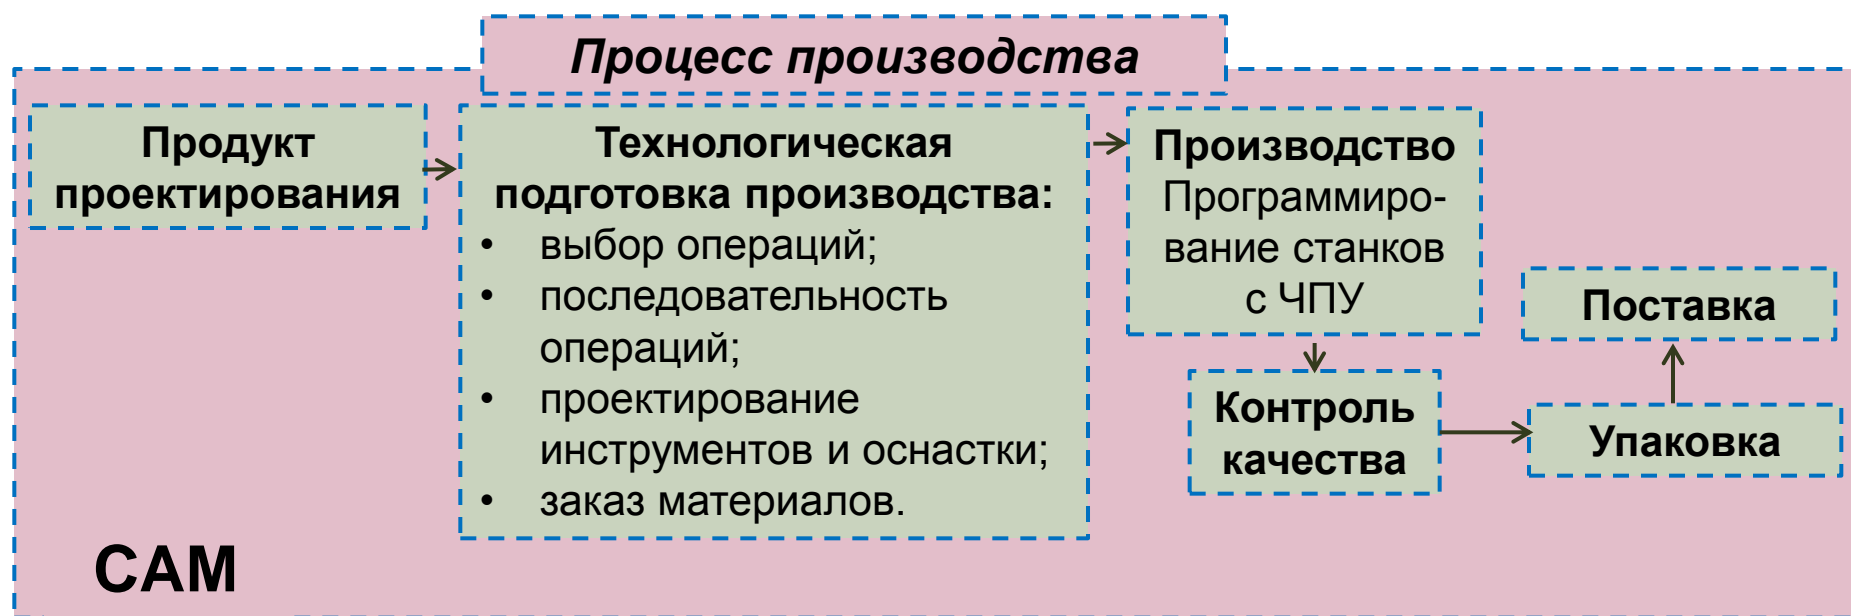 Процесс производства
Продукт
проектирования
Технологическая
подготовка производства:
• выбор операций;
• последовательность
операций;
• проектирование
инструментов и оснастки;
• заказ материалов.
Производство
Программиро-
вание станков
с ЧПУ
Контроль
качества
Упаковка
Поставка
САМ